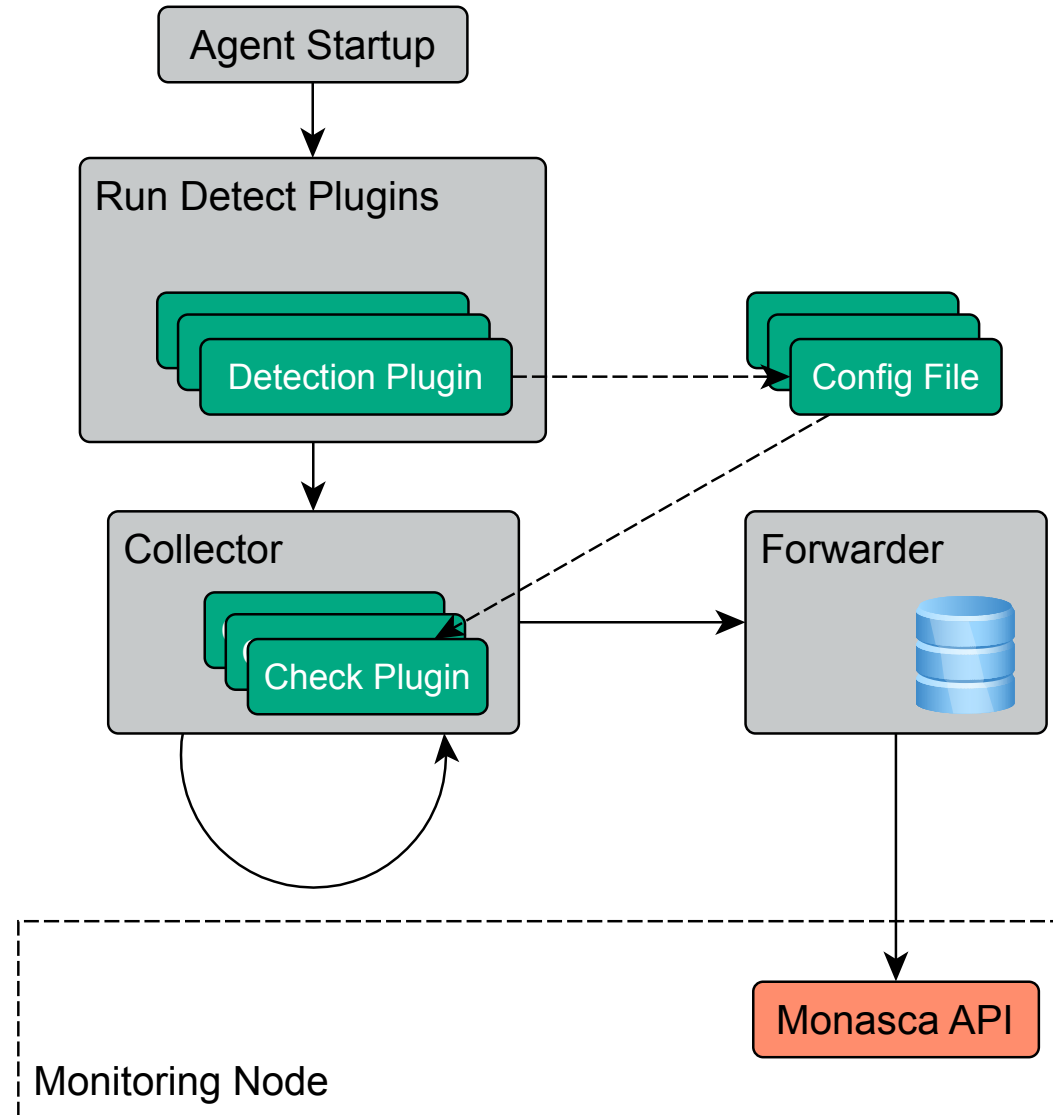 Agent Startup
Run Detect Plugins
Detection Plugin
Config File
Collector
Check Plugin
Forwarder
Monasca API
Monitoring Node